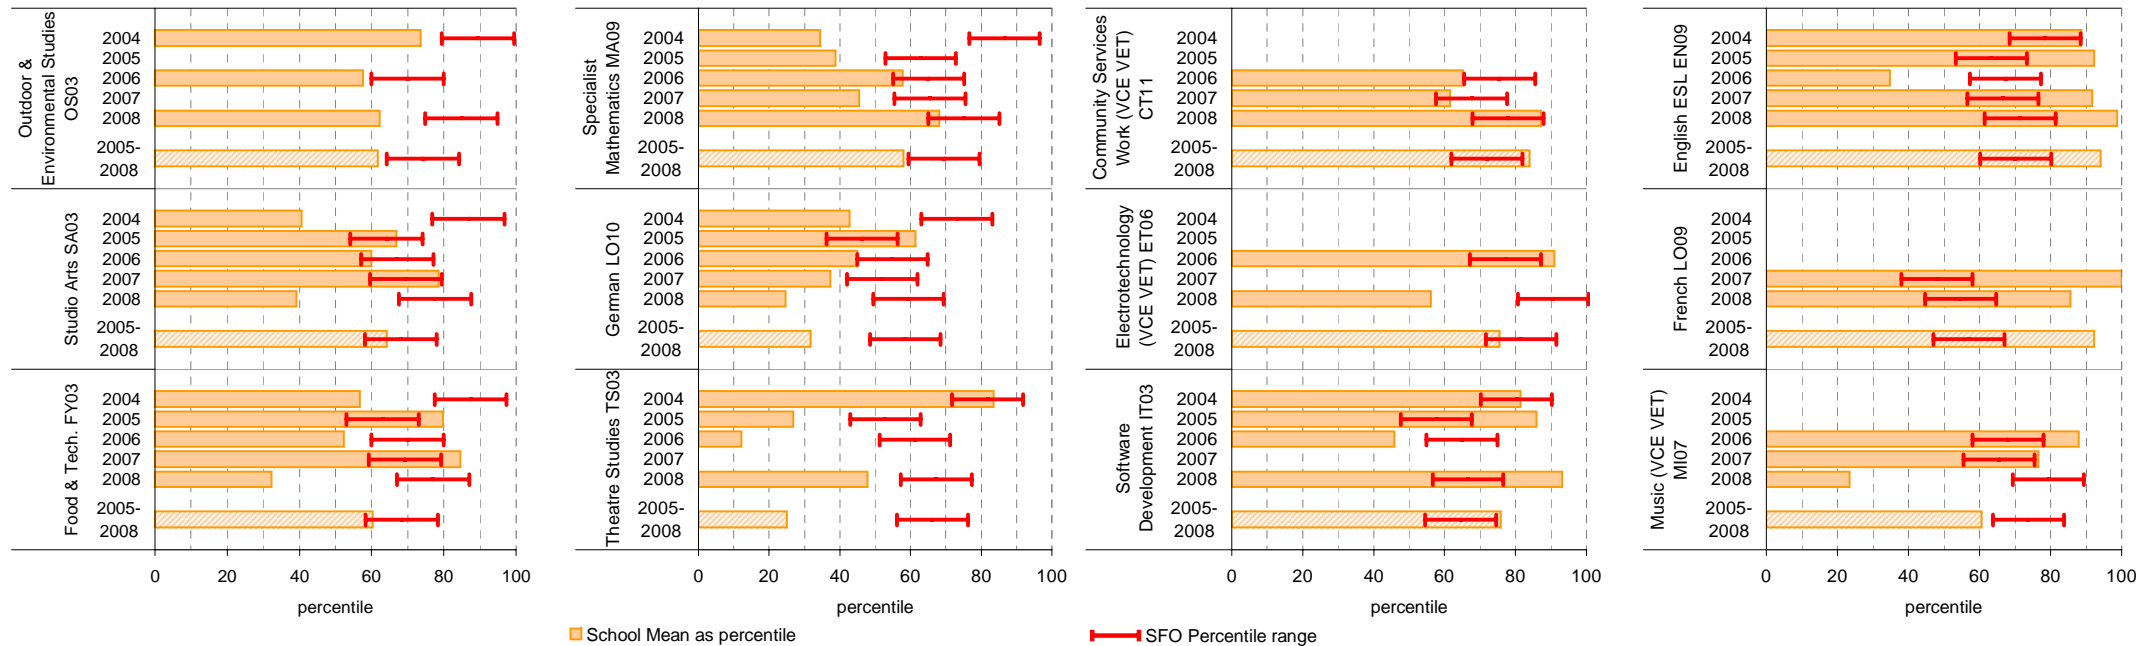 Outdoor &
Environmental Studies
OS03
2004
2005
2006
2007
2008
2005-
2008
Studio Arts SA03
2004
2005
2006
2007
2008
2005-
2008
Food & Tech. FY03
2004
2005
2006
2007
2008
2005-
2008
0 20 40 60 80 100
percentile
Specialist
Mathematics MA09
2004
2005
2006
2007
2008
2005-
2008
German LO10
2004
2005
2006
2007
2008
2005-
2008
Theatre Studies TS03
2004
2005
2006
2007
2008
2005-
2008
0 20 40 60 80 100
percentile
Community Services
Work (VCE VET)
CT11
2004
2005
2006
2007
2008
2005-
2008
Electrotechnology
(VCE VET) ET06
2004
2005
2006
2007
2008
2005-
2008
Software
Development IT03
2004
2005
2006
2007
2008
2005-
2008
0 20 40 60 80 100
percentile
English ESL EN09
2004
2005
2006
2007
2008
2005-
2008
French LO09
2004
2005
2006
2007
2008
2005-
2008
Music (VCE VET)
MI07
2004
2005
2006
2007
2008
2005-
2008
0 20 40 60 80 100
percentile
School Mean as percentile
SFO Percentile range